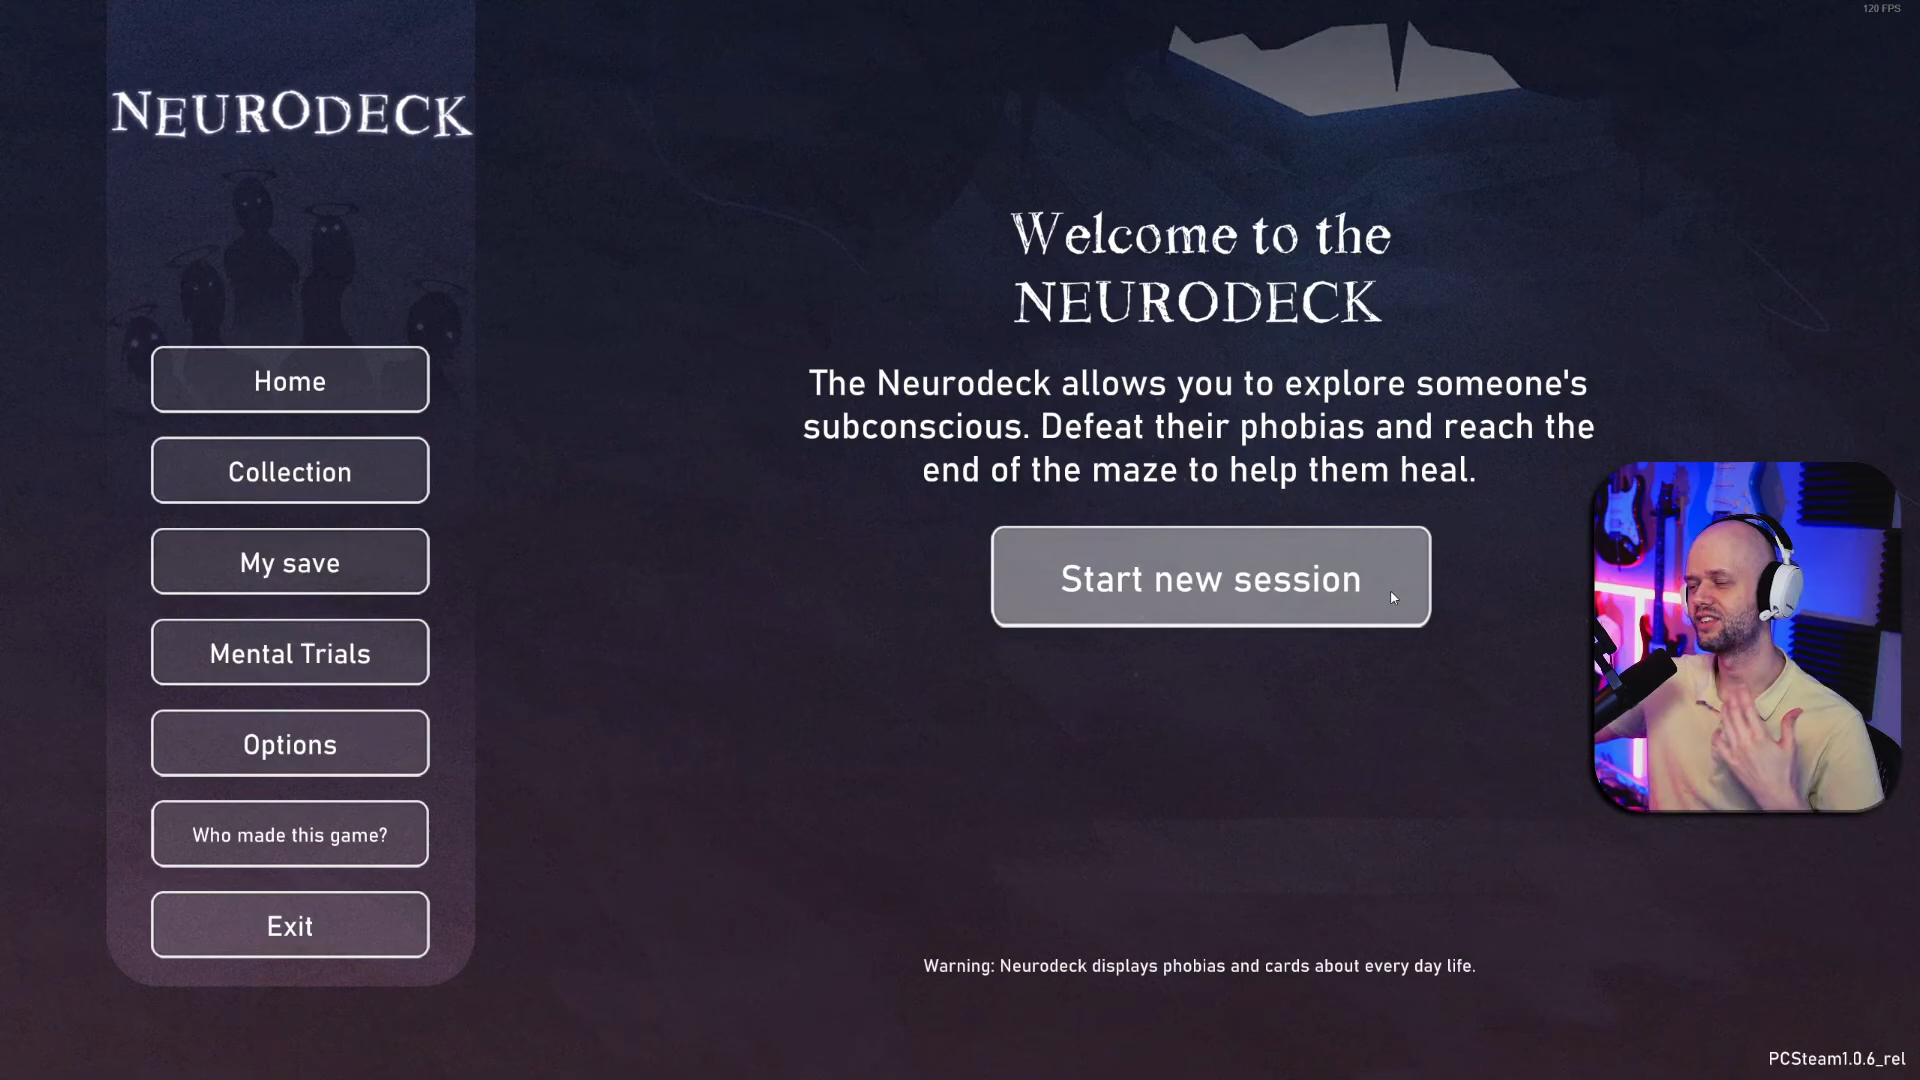 120 FPS
NEURODECK
Home
Collection
My save
Mental Trials
Options
Who made this game?
Exit
Welcome to the
NEURODECK
The Neurodeck allows you to explore someone's
subconscious. Defeat their phobias and reach the
end of the maze to help them heal.
Start new session
Warning: Neurodeck displays phobias and cards about every day life.
PCSteam1.0.6_rel